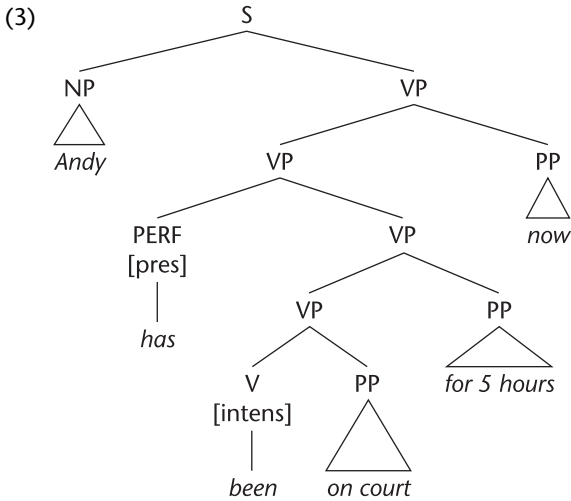 (3)
S
NP VP
Andy
VP PP
now
PERF VP
[pres]
has
VP PP
for 5 hours
V PP
[intens]
been on court